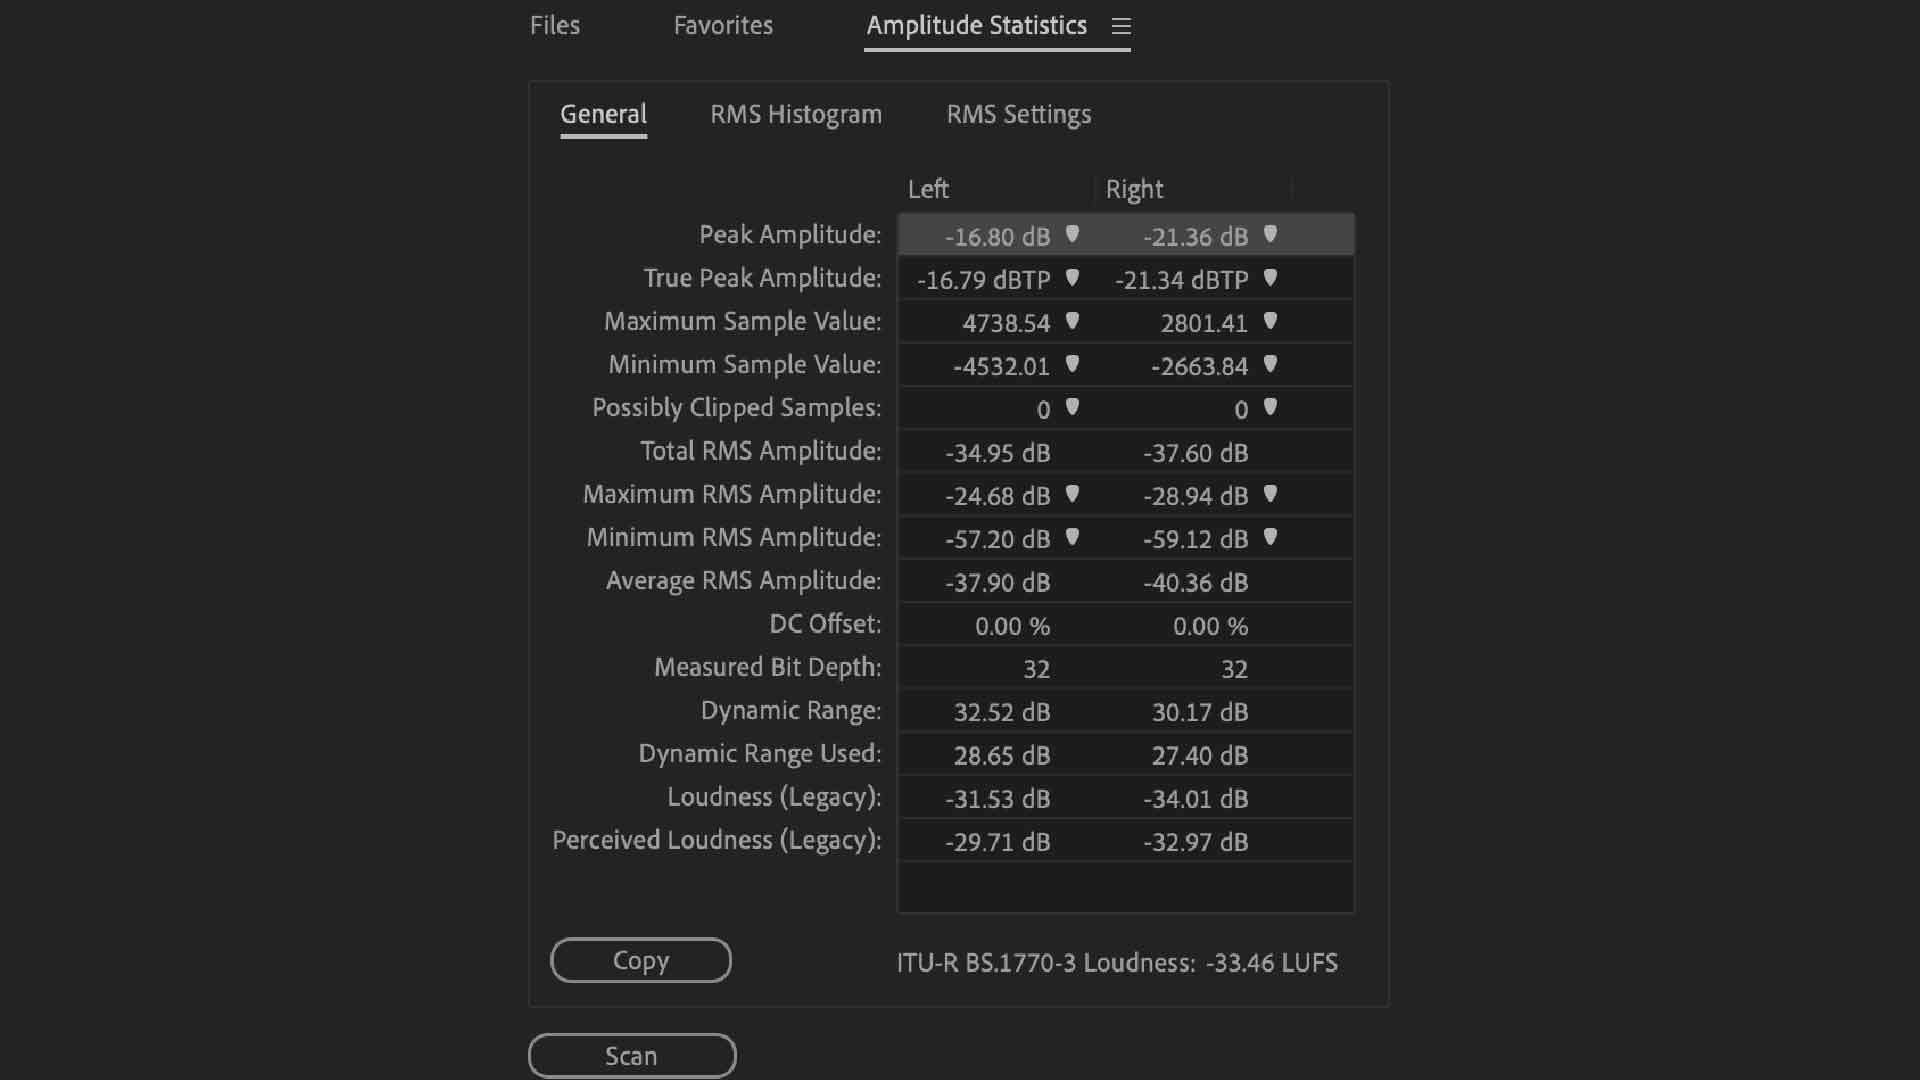 Files Favorites Amplitude Statistics
General RMS Histogram RMS Settings
Left Right
Peak Amplitude: -16.80 dB -21.36 dB
True Peak Amplitude: -16.79 dBTP -21.34 dBTP
Maximum Sample Value: 4738.54 2801.41
Minimum Sample Value: -4532.01 -2663.84
Possibly Clipped Samples: 0 0
Total RMS Amplitude: -34.95 dB -37.60 dB
Maximum RMS Amplitude: -24.68 dB -28.94 dB
Minimum RMS Amplitude: -57.20 dB -59.12 dB
Average RMS Amplitude: -37.90 dB -40.36 dB
DC Offset: 0.00 % 0.00 %
Measured Bit Depth: 32 32
Dynamic Range: 32.52 dB 30.17 dB
Dynamic Range Used: 28.65 dB 27.40 dB
Loudness (Legacy): -31.53 dB -34.01 dB
Perceived Loudness (Legacy): -29.71 dB -32.97 dB
Copy ITU-R BS.1770-3 Loudness: -33.46 LUFS
Scan